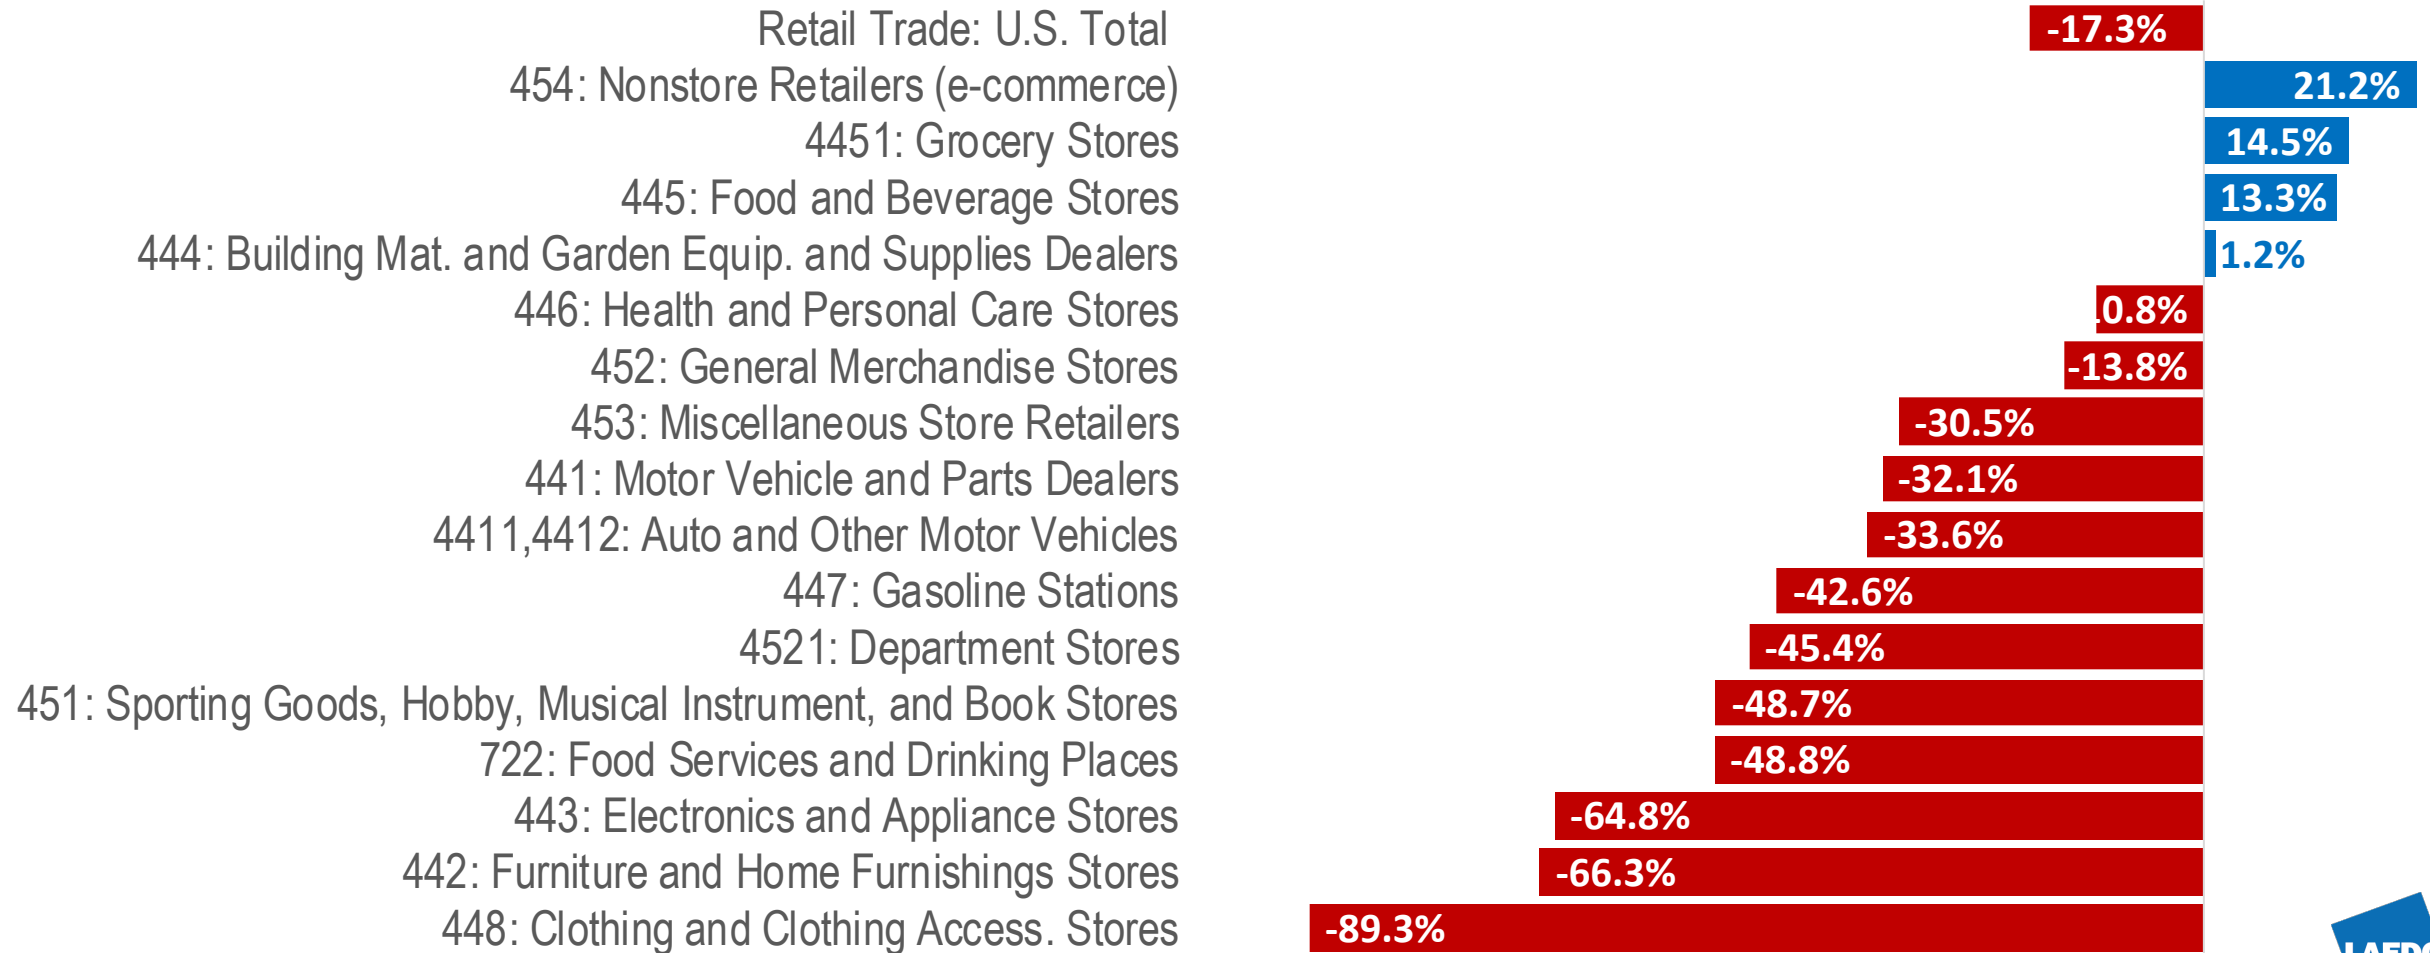 Retail Trade: U.S. Total -17.3%
454: Nonstore Retailers (e-commerce) 21.2%
4451: Grocery Stores 14.5%
445: Food and Beverage Stores 13.3%
444: Building Mat. and Garden Equip. and Supplies Dealers 1.2%
446: Health and Personal Care Stores 0.8%
452: General Merchandise Stores -13.8%
453: Miscellaneous Store Retailers -30.5%
441: Motor Vehicle and Parts Dealers -32.1%
4411,4412: Auto and Other Motor Vehicles -33.6%
447: Gasoline Stations -42.6%
4521: Department Stores -45.4%
451: Sporting Goods, Hobby, Musical Instrument, and Book Stores -48.7%
722: Food Services and Drinking Places -48.8%
443: Electronics and Appliance Stores -64.8%
442: Furniture and Home Furnishings Stores -66.3%
448: Clothing and Clothing Access. Stores -89.3%